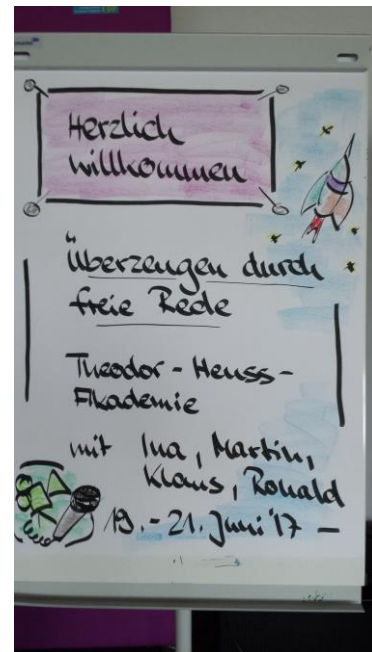 Herzlich
willkommen
Überzeugen durch
freie Rede
Theodor-Heuss-
Akademie
mit Ina, Martin,
Klaus, Ronald
19.-21. Juni '17 –